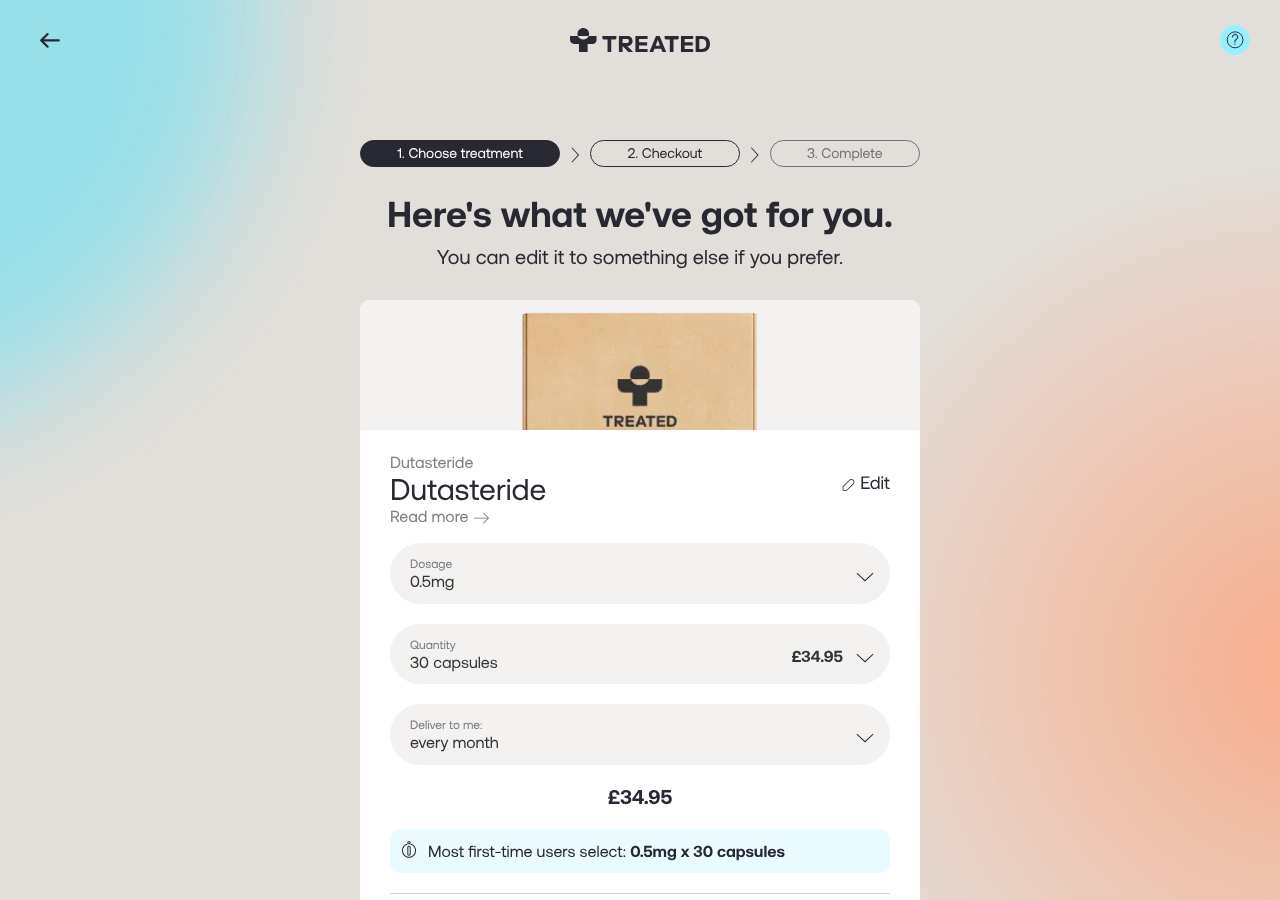 TREATED
1. Choose treatment
2. Checkout
3. Complete
Here's what we've got for you.
You can edit it to something else if you prefer.
TREATED
Dutasteride
Dutasteride
Edit
Read more
Dosage
0.5mg
Quantity
30 capsules
£34.95
Deliver to me:
every month
£34.95
Most first-time users select: 0.5mg x 30 capsules